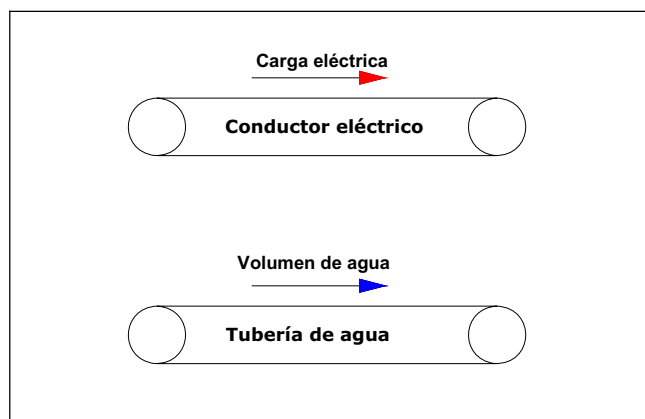 Carga eléctrica
Conductor eléctrico
Volumen de agua
Tubería de agua